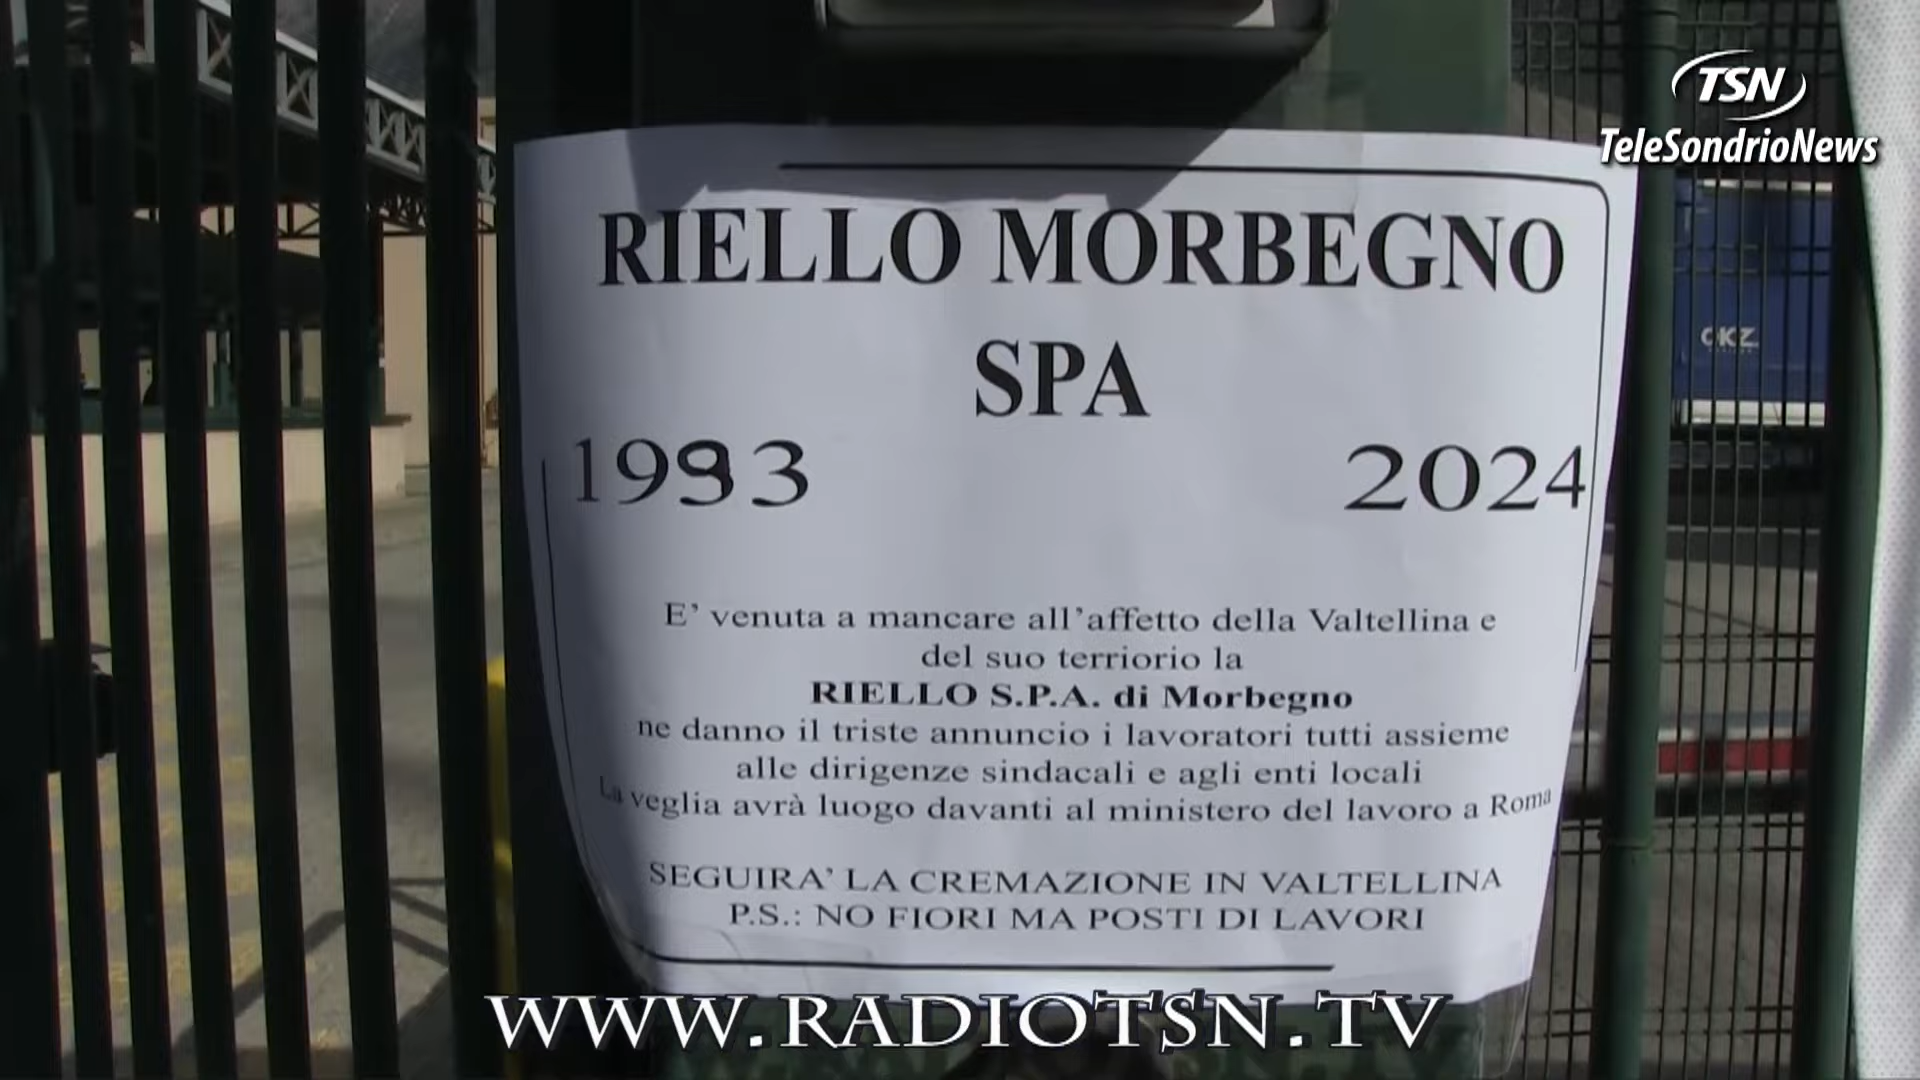 TSN
TeleSondrioNews
RIELLO MORBEGNO
SPA
1993 2024
OKZ
E' venuta a mancare all'affetto della Valtellina e
del suo terriorio la
RIELLO S.P.A. di Morbegno
ne danno il triste annuncio i lavoratori tutti assieme
alle dirigenze sindacali e agli enti locali
La veglia avrà luogo davanti al ministero del lavoro a Roma
SEGUIRA' LA CREMAZIONE IN VALTELLINA
P.S.: NO FIORI MA POSTI DI LAVORI
WWW.RADIOTSN.TV